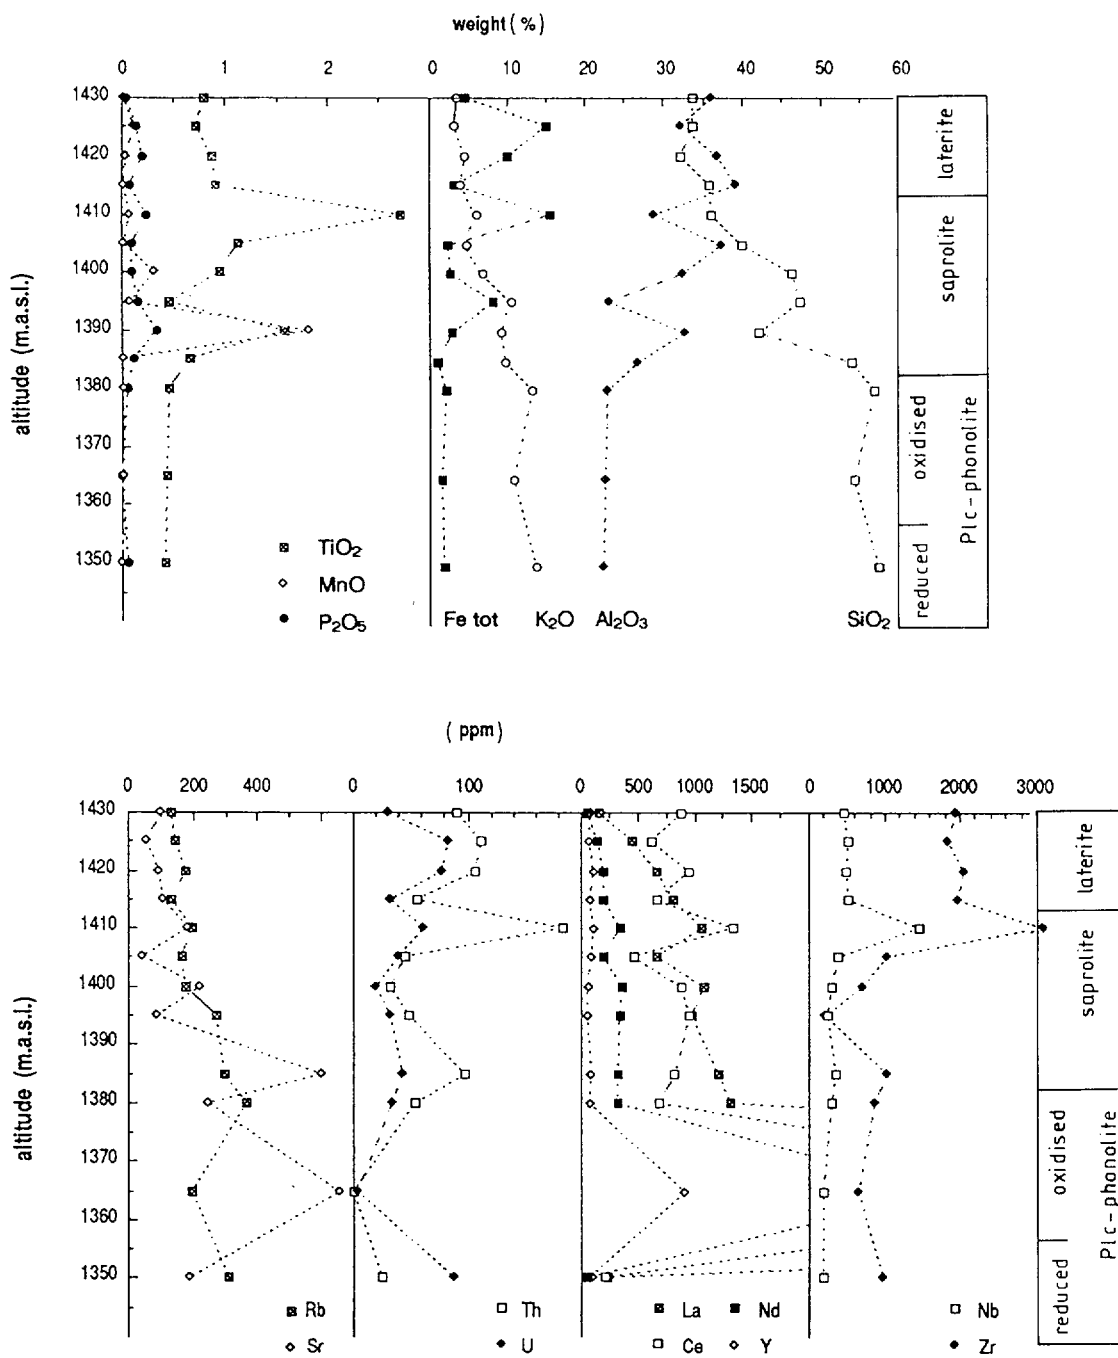 weight ( % )
0 1 2 0 10 20 30 40 50 60
1430
1420
1410
1400
1390
1380
1370
1360
1350
altitude (m.a.s.l.)
TiO2
MnO
P2O5
Fe tot K2O Al2O3 SiO2
laterite
saprolite
oxidised
reduced
Plc-phonolite
( ppm)
0 200 400 0 100 0 500 1000 1500 0 1000 2000 3000
1430
1420
1410
1400
1390
1380
1370
1360
1350
altitude (m.a.s.l.)
Rb Th La Nd Nb
Sr U Ce Y Zr
laterite
saprolite
oxidised
reduced
Plc-phonolite